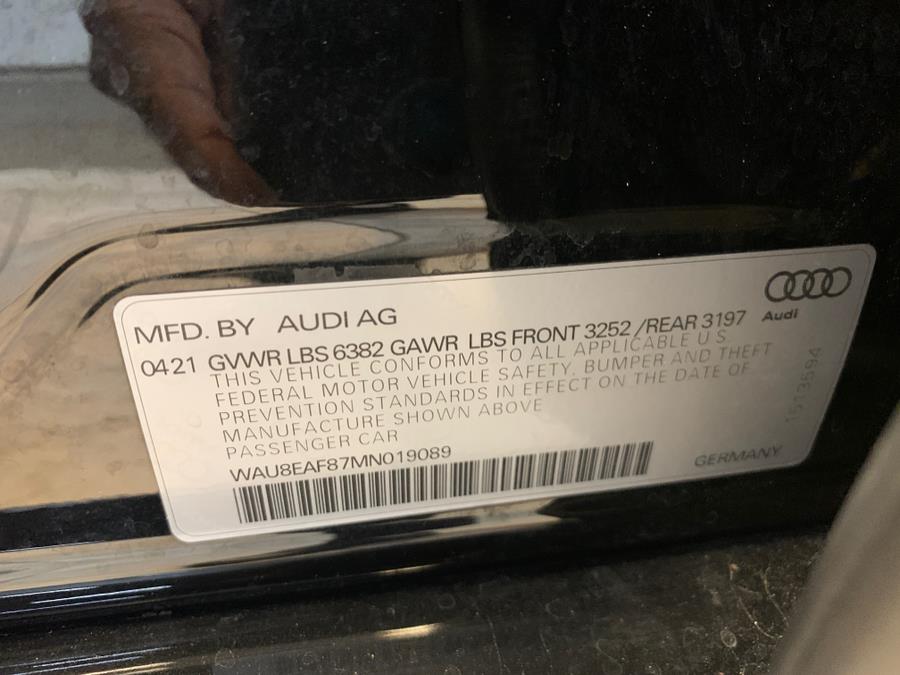 MFD. BY AUDI AG
Audi
0421 GVWR LBS 6382 GAWR LBS FRONT 3252 /REAR 3197
THIS VEHICLE CONFORMS TO ALL APPLICABLE U S
FEDERAL MOTOR VEHICLE SAFETY, BUMPER AND THEFT
PREVENTION STANDARDS IN EFFECT ON THE DATE OF
MANUFACTURE SHOWN ABOVE
PASSENGER CAR
WAU8EAF87MN019089
GERMANY
1513594